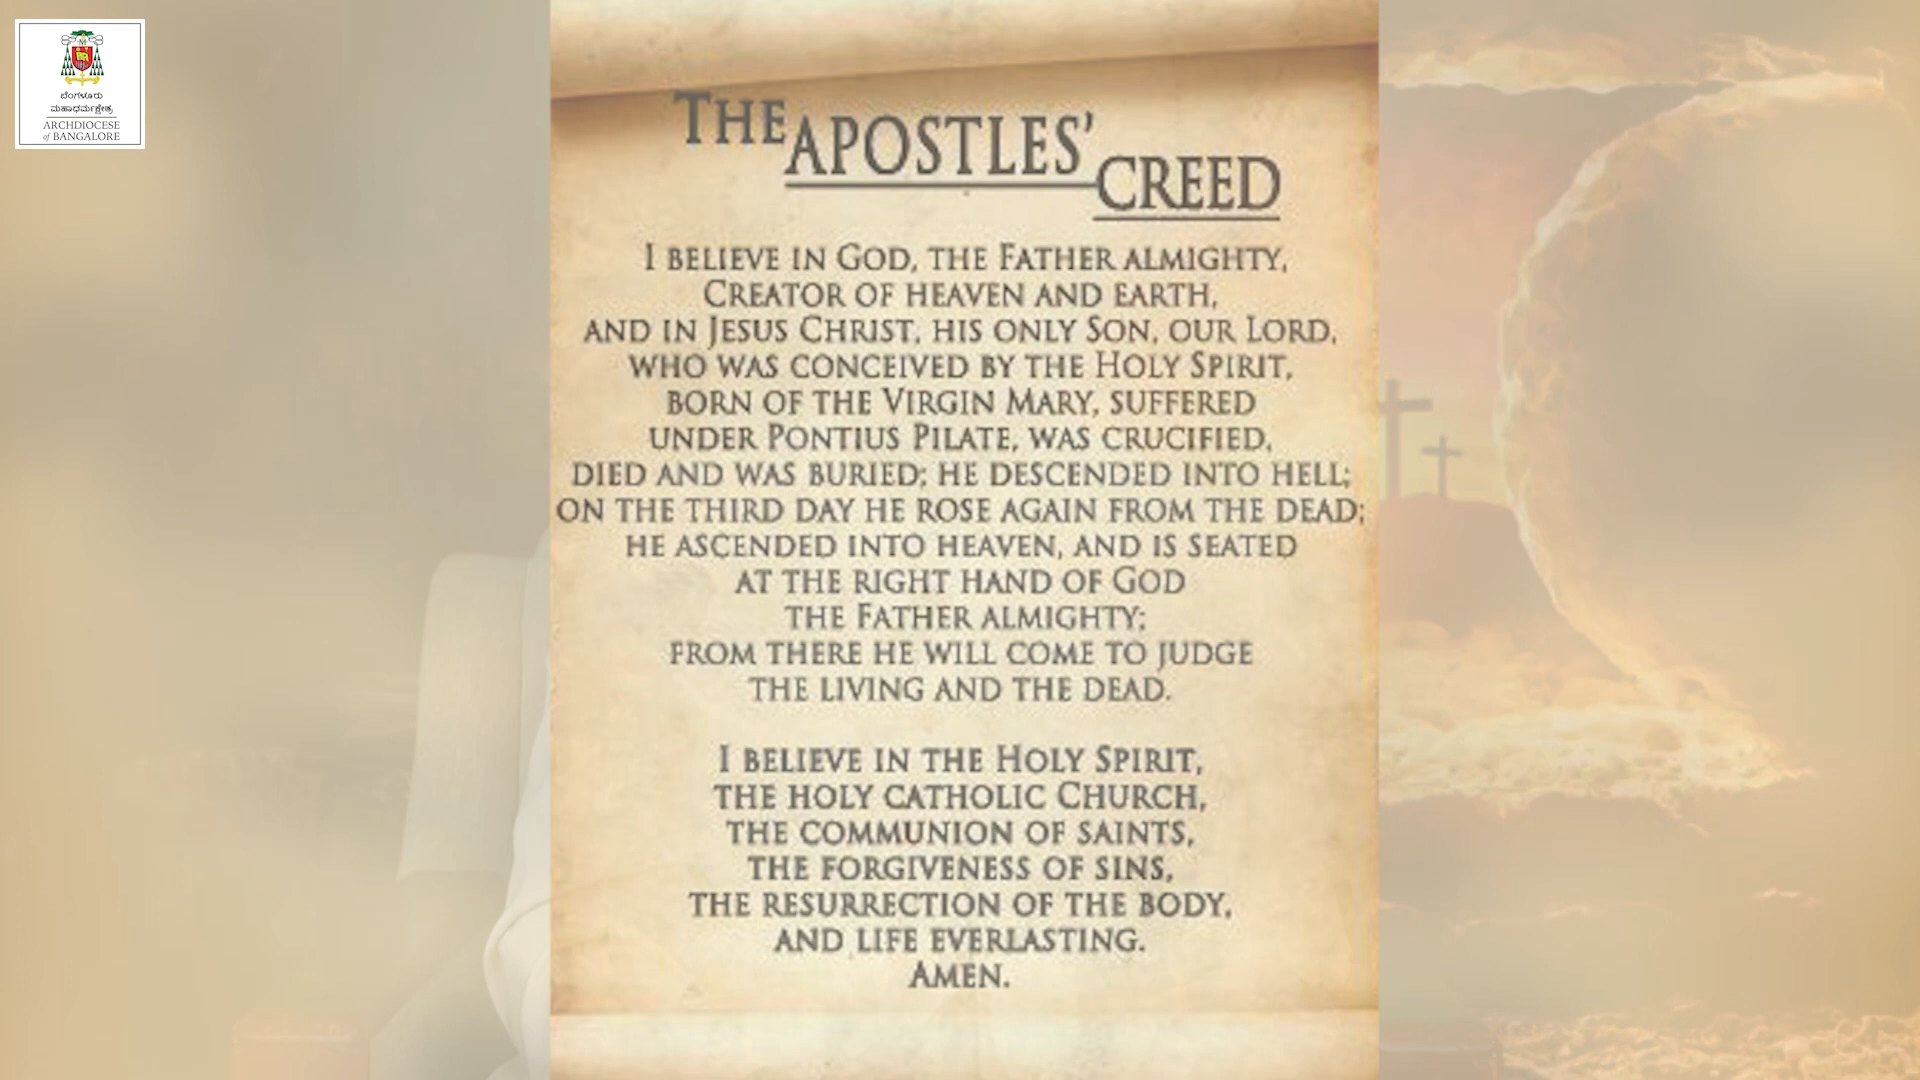 ಬೆಂಗಳೂರು
ಮಹಾಧರ್ಮಕ್ಷೇತ್ರ
ARCHDIOCESE
of BANGALORE
THE APOSTLES' CREED
I BELIEVE IN GOD, THE FATHER ALMIGHTY,
CREATOR OF HEAVEN AND EARTH,
AND IN JESUS CHRIST, HIS ONLY SON, OUR LORD,
WHO WAS CONCEIVED BY THE HOLY SPIRIT,
BORN OF THE VIRGIN MARY, SUFFERED
UNDER PONTIUS PILATE, WAS CRUCIFIED,
DIED AND WAS BURIED; HE DESCENDED INTO HELL;
ON THE THIRD DAY HE ROSE AGAIN FROM THE DEAD;
HE ASCENDED INTO HEAVEN, AND IS SEATED
AT THE RIGHT HAND OF GOD
THE FATHER ALMIGHTY;
FROM THERE HE WILL COME TO JUDGE
THE LIVING AND THE DEAD.
I BELIEVE IN THE HOLY SPIRIT,
THE HOLY CATHOLIC CHURCH,
THE COMMUNION OF SAINTS,
THE FORGIVENESS OF SINS,
THE RESURRECTION OF THE BODY,
AND LIFE EVERLASTING.
AMEN.